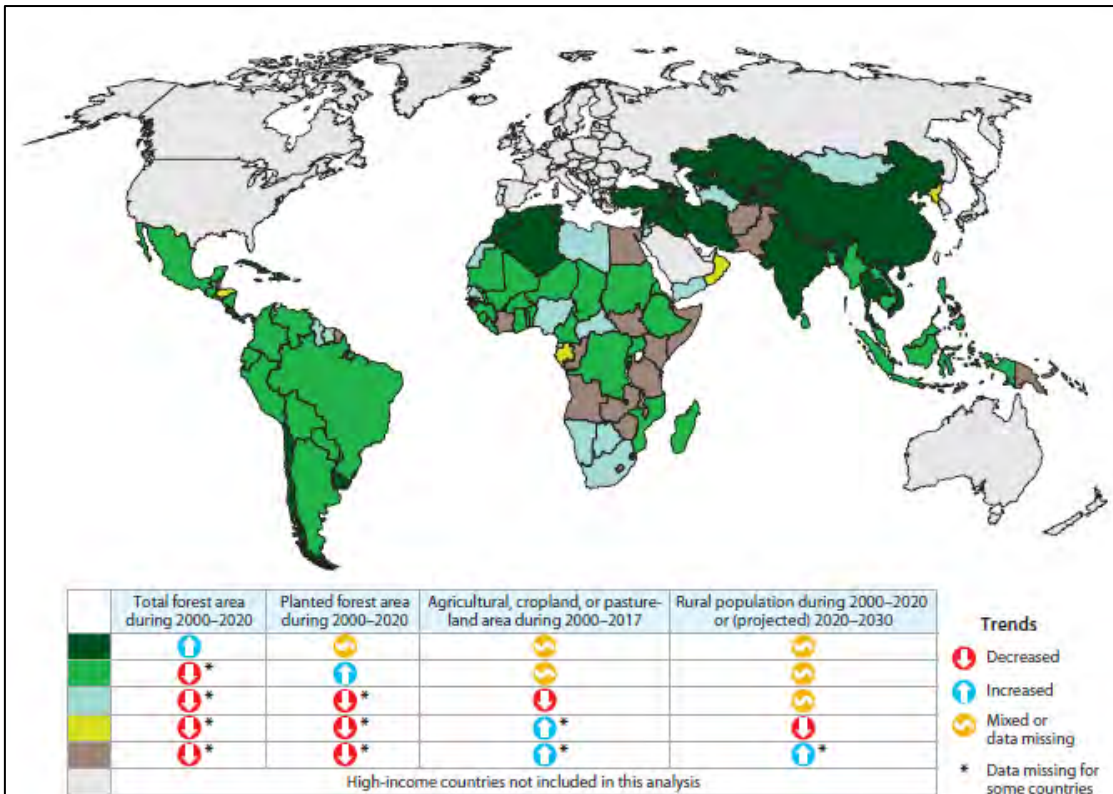 Total forest area
during 2000–2020
Planted forest area
during 2000–2020
Agricultural, cropland, or pasture-
land area during 2000–2017
Rural population during 2000–2020
or (projected) 2020–2030
*
*
*
*
*
*
*
*
*
*
High-income countries not included in this analysis
Trends
Decreased
Increased
Mixed or
data missing
* Data missing for
some countries